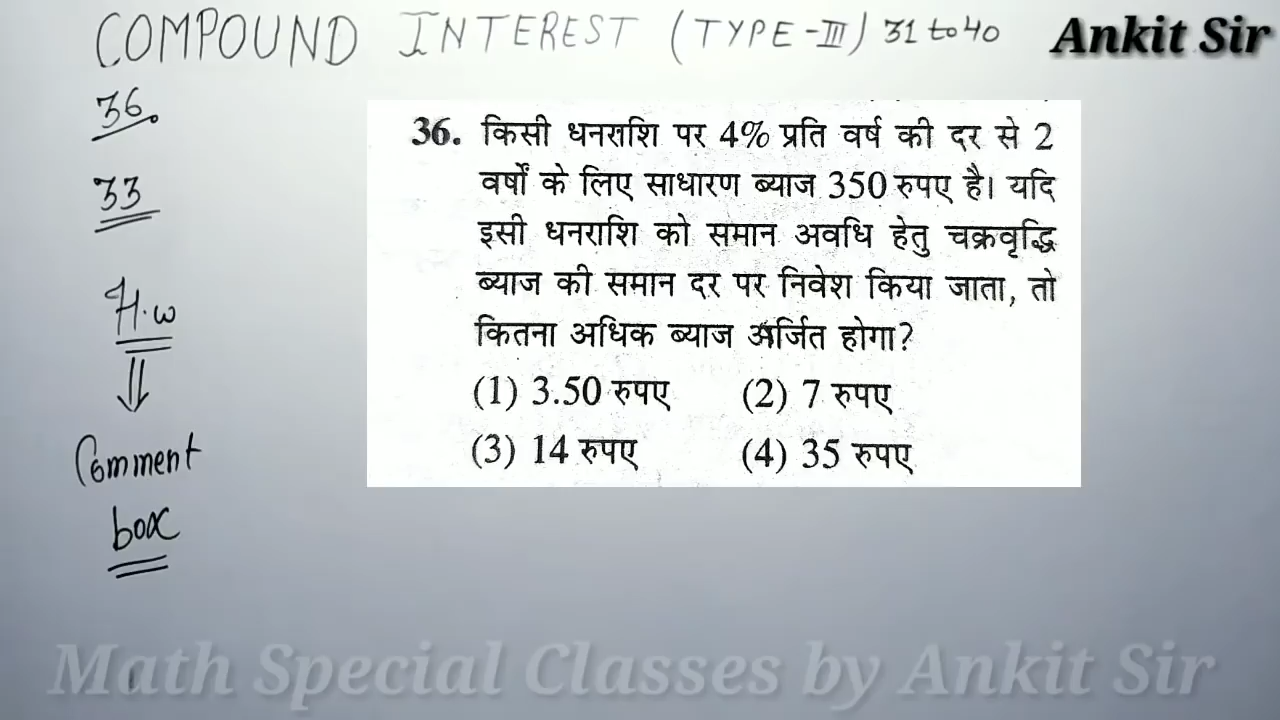 COMPOUND INTEREST (TYPE-III) 31 to 40
Ankit Sir
36.
33
H.w
Comment
box
36. किसी धनराशि पर 4% प्रति वर्ष की दर से 2
वर्षों के लिए साधारण ब्याज 350 रुपए है। यदि
इसी धनराशि को समान अवधि हेतु चक्रवृद्धि
ब्याज की समान दर पर निवेश किया जाता, तो
कितना अधिक ब्याज अर्जित होगा?
(1) 3.50 रुपए (2) 7 रुपए
(3) 14 रुपए (4) 35 रुपए
Math Special Classes by Ankit Sir